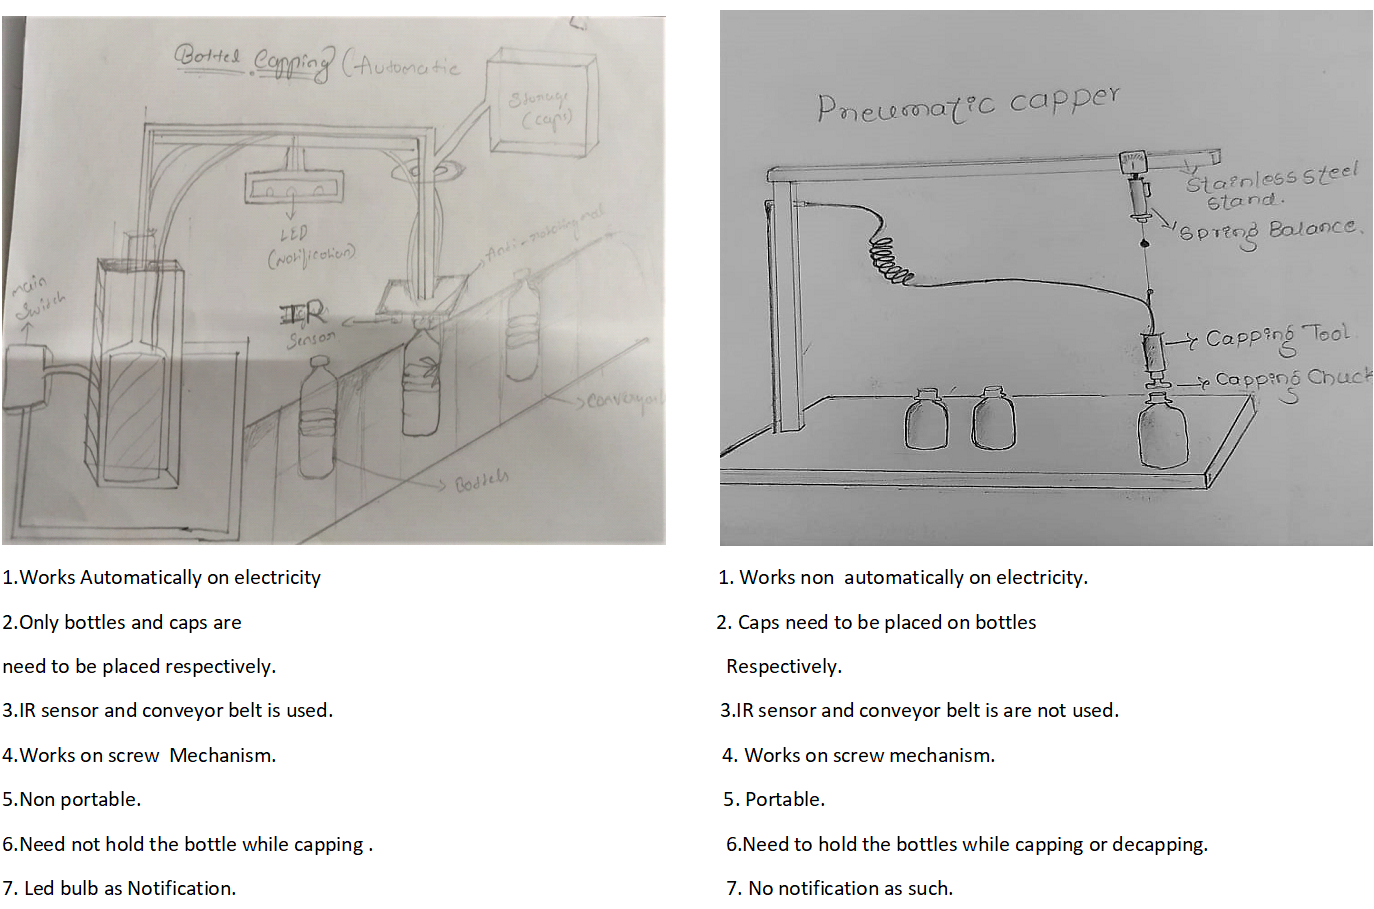 Bottel Capping (Automatic
Storage
(caps)
LED
(Notification)
main
Switch
IR
Sensor
Conveyor
Bottels
Pneumatic capper
Stainless steel
Stand.
Spring Balance.
Capping Tool.
Capping Chuck
1.Works Automatically on electricity
2.Only bottles and caps are
need to be placed respectively.
3.IR sensor and conveyor belt is used.
4.Works on screw Mechanism.
5.Non portable.
6.Need not hold the bottle while capping .
7. Led bulb as Notification.
1. Works non automatically on electricity.
2. Caps need to be placed on bottles
Respectively.
3.IR sensor and conveyor belt is are not used.
4. Works on screw mechanism.
5. Portable.
6.Need to hold the bottles while capping or decapping.
7. No notification as such.